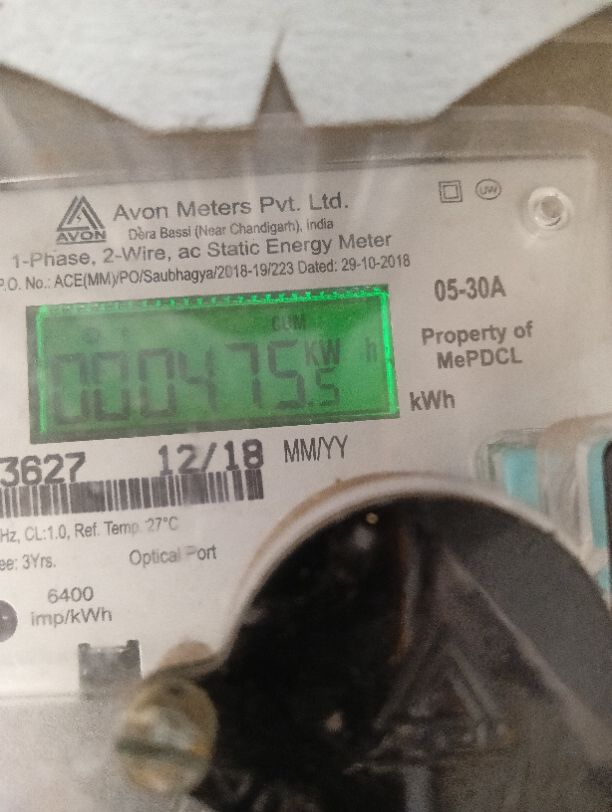 AVON
Avon Meters Pvt. Ltd.
Dera Bassi (Near Chandigarh), India
UW
1-Phase, 2-Wire, ac Static Energy Meter
P.O. No.: ACE(MM)/PO/Saubhagya/2018-19/223 Dated: 29-10-2018
05-30A
Property of
MePDCL
CUM
000475.5 KW h
kWh
3627 12/18 MM/YY
Hz, CL:1.0, Ref. Temp. 27°C
ee: 3Yrs. Optical Port
6400
imp/kWh